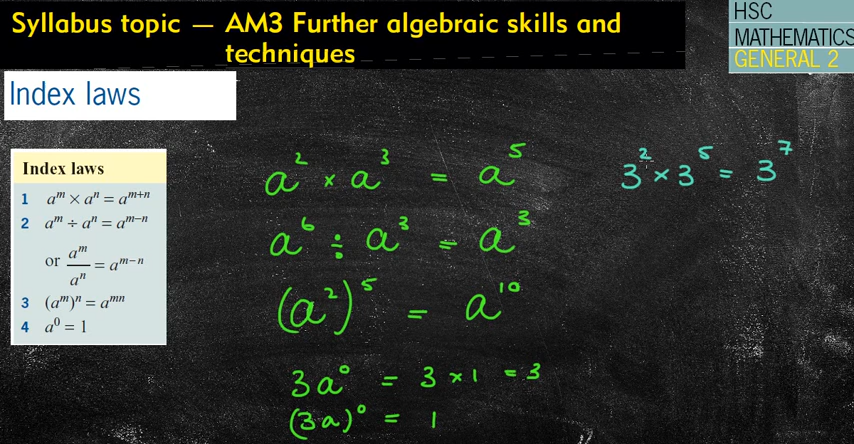 Syllabus topic — AM3 Further algebraic skills and
techniques
HSC
MATHEMATICS
GENERAL 2
Index laws
Index laws
1 aᵐ × aⁿ = aᵐ⁺ⁿ
2 aᵐ ÷ aⁿ = aᵐ⁻ⁿ
or aᵐ/aⁿ = aᵐ⁻ⁿ
3 (aᵐ)ⁿ = aᵐⁿ
4 a⁰ = 1
a² × a³ = a⁵
a⁶ ÷ a³ = a³
(a²)⁵ = a¹⁰
3a⁰ = 3 × 1 = 3
(3a)⁰ = 1
3² × 3⁵ = 3⁷